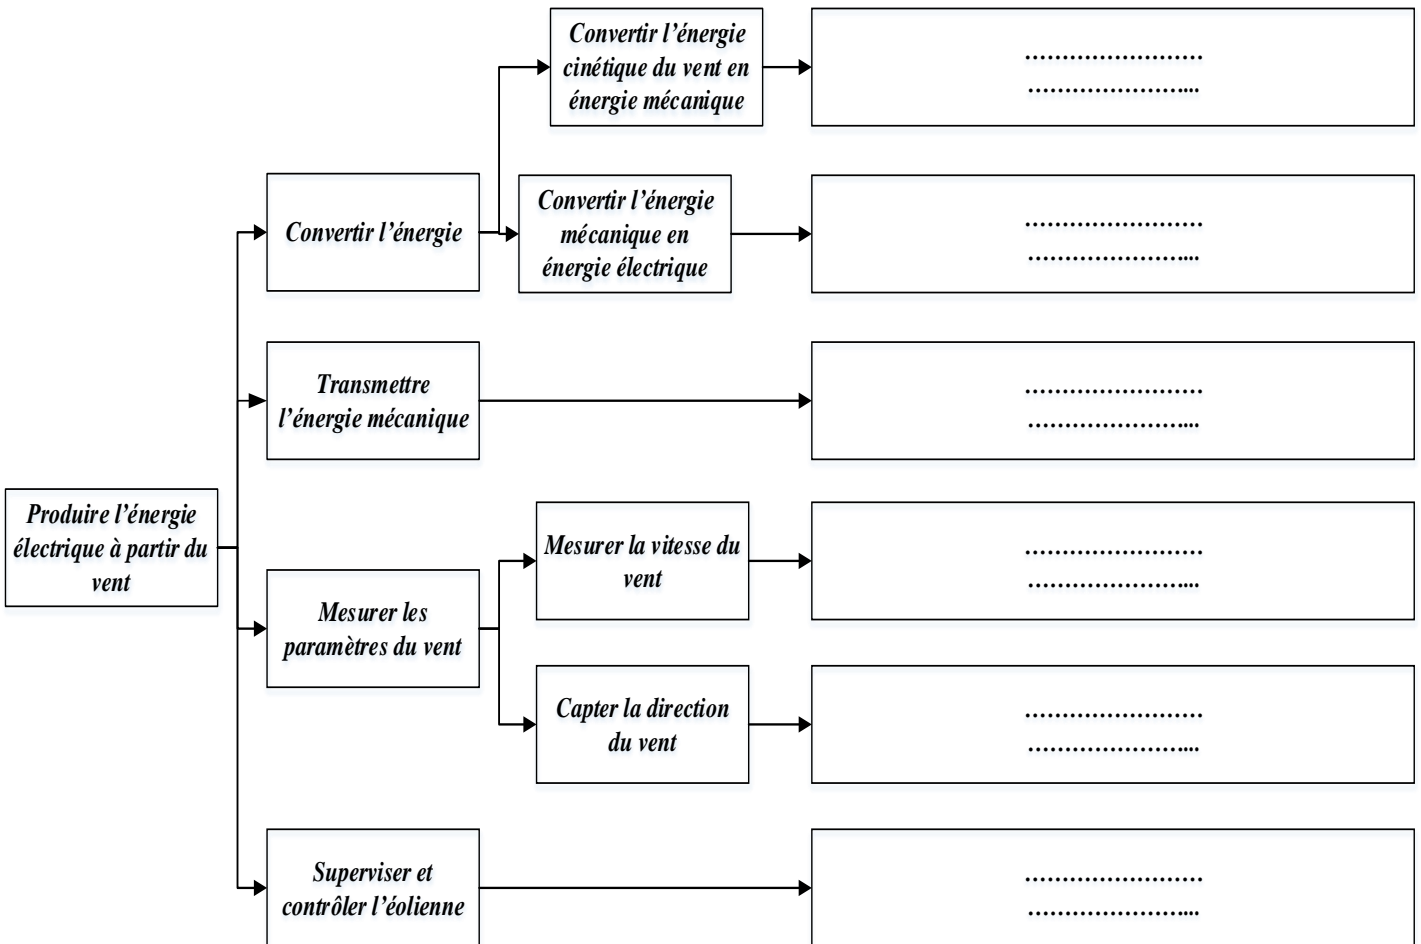 Convertir l’énergie
cinétique du vent en
énergie mécanique
……………………
…………………...
Convertir l’énergie
Convertir l’énergie
mécanique en
énergie électrique
……………………
…………………...
Transmettre
l’énergie mécanique
……………………
…………………...
Produire l’énergie
électrique à partir du
vent
Mesurer les
paramètres du vent
Mesurer la vitesse du
vent
……………………
…………………...
Capter la direction
du vent
……………………
…………………...
Superviser et
contrôler l’éolienne
……………………
…………………...